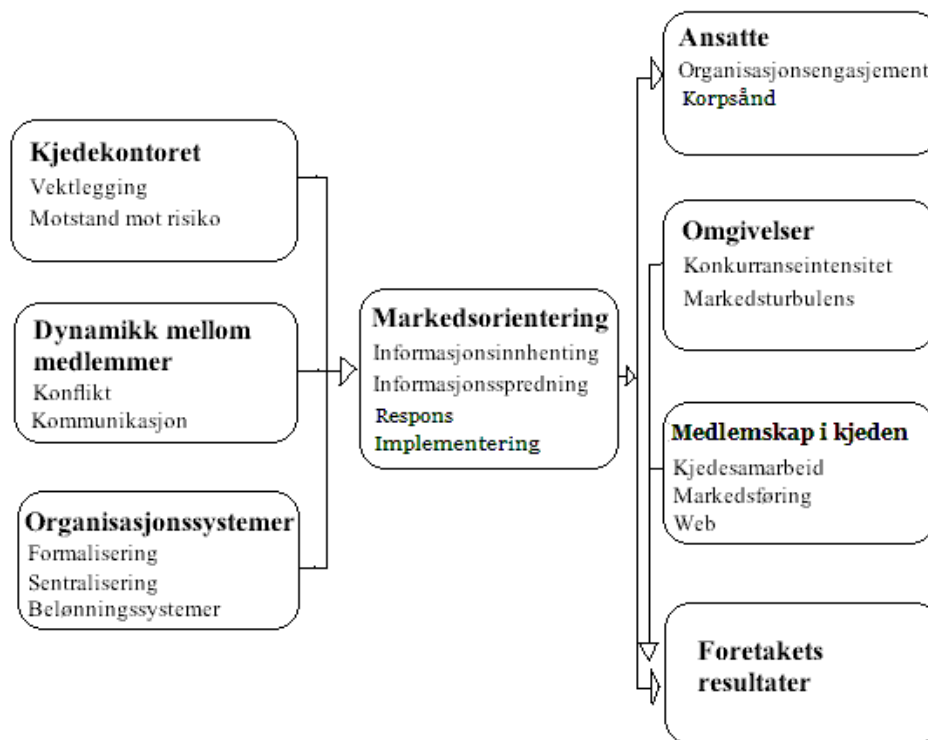 Kjedekontoret
Vektlegging
Motstand mot risiko
Dynamikk mellom
medlemmer
Konflikt
Kommunikasjon
Organisasjonssystemer
Formalisering
Sentralisering
Belønningssystemer
Markedsorientering
Informasjonsinnhenting
Informasjonsspredning
Respons
Implementering
Ansatte
Organisasjonsengasjement
Korpsånd
Omgivelser
Konkurranseintensitet
Markedsturbulens
Medlemskap i kjeden
Kjedesamarbeid
Markedsføring
Web
Foretakets
resultater